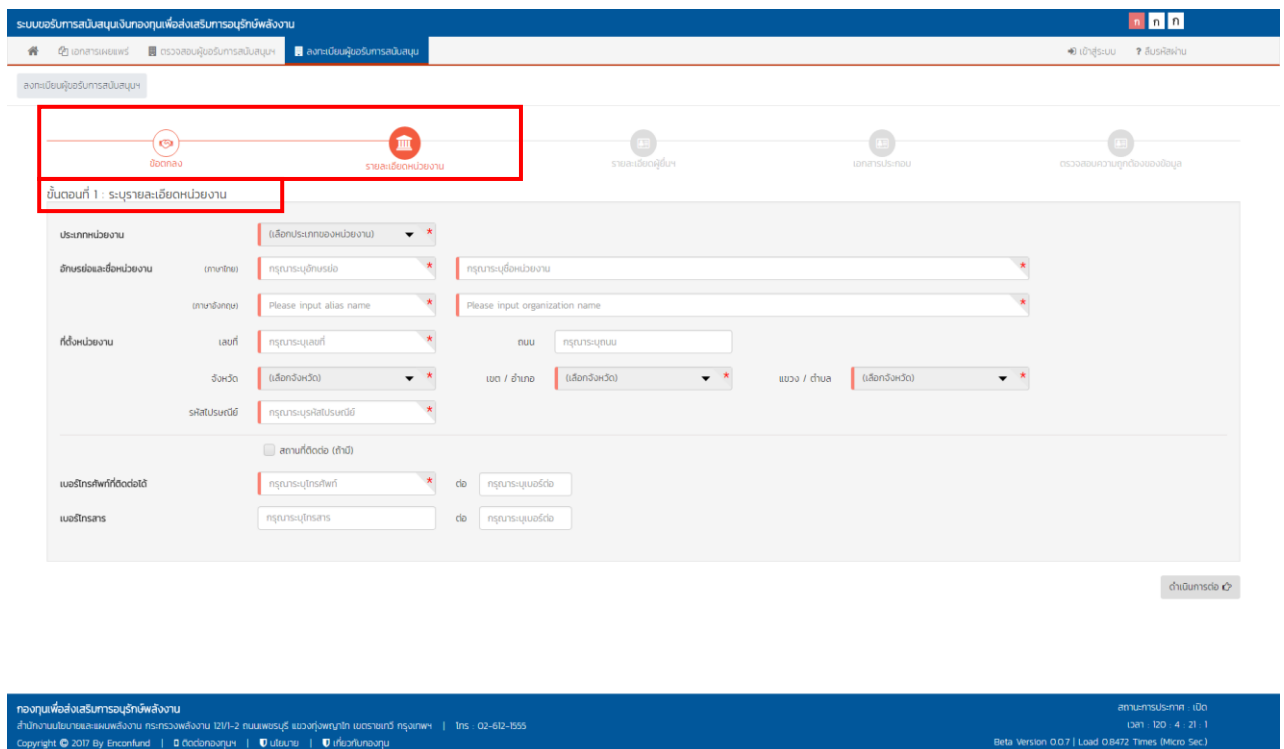 ระบบขอรับการสนับสนุนเงินกองทุนเพื่อส่งเสริมการอนุรักษ์พลังงาน ก ก ก
เอกสารเผยแพร่ ตรวจสอบผู้ขอรับการสนับสนุนฯ ลงทะเบียนผู้ขอรับการสนับสนุน เข้าสู่ระบบ ? ลืมรหัสผ่าน
ลงทะเบียนผู้ขอรับการสนับสนุนฯ
ข้อตกลง รายละเอียดหน่วยงาน รายละเอียดผู้ยื่นฯ เอกสารประกอบ ตรวจสอบความถูกต้องของข้อมูล
ขั้นตอนที่ 1 : ระบุรายละเอียดหน่วยงาน
ประเภทหน่วยงาน (เลือกประเภทของหน่วยงาน) *
อักษรย่อและชื่อหน่วยงาน (ภาษาไทย) กรุณาระบุอักษรย่อ * กรุณาระบุชื่อหน่วยงาน *
(ภาษาอังกฤษ) Please input alias name * Please input organization name *
ที่ตั้งหน่วยงาน เลขที่ กรุณาระบุเลขที่ * ถนน กรุณาระบุถนน
จังหวัด (เลือกจังหวัด) * เขต / อำเภอ (เลือกจังหวัด) * แขวง / ตำบล (เลือกจังหวัด) *
รหัสไปรษณีย์ กรุณาระบุรหัสไปรษณีย์ *
สถานที่ติดต่อ (ถ้ามี)
เบอร์โทรศัพท์ที่ติดต่อได้ กรุณาระบุโทรศัพท์ * ต่อ กรุณาระบุเบอร์ต่อ
เบอร์โทรสาร กรุณาระบุโทรสาร ต่อ กรุณาระบุเบอร์ต่อ
ดำเนินการต่อ
กองทุนเพื่อส่งเสริมการอนุรักษ์พลังงาน สถานะการประกาศ : เปิด
สำนักงานนโยบายและแผนพลังงาน กระทรวงพลังงาน 121/1-2 ถนนเพชรบุรี แขวงทุ่งพญาไท เขตราชเทวี กรุงเทพฯ | โทร : 02-612-1555 เวลา : 120 : 4 : 21 : 1
Copyright © 2017 By Enconfund | ติดต่อกองทุนฯ | นโยบาย | เกี่ยวกับกองทุน Beta Version 0.0.7 | Load 0.8472 Times (Micro Sec.)